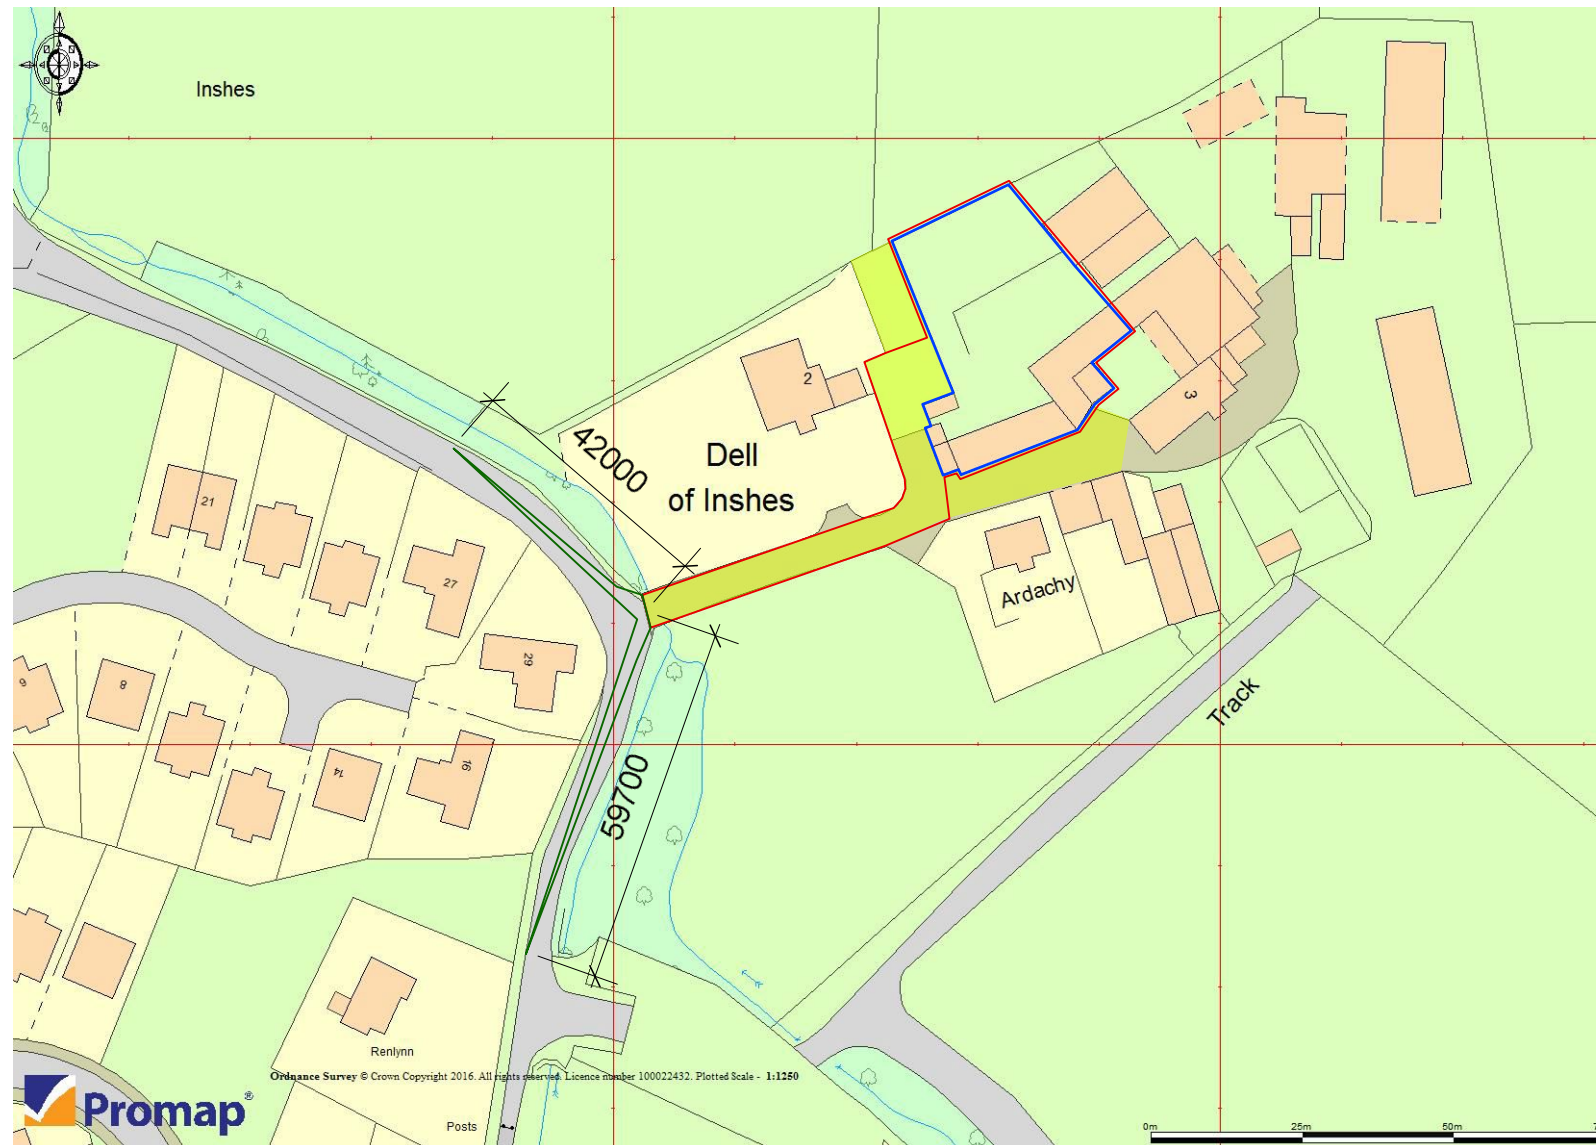 Inshes
2
3
Dell
of Inshes
42000
21
27
29
Ardachy
9
8
14
16
59700
Track
Renlynn
Ordnance Survey © Crown Copyright 2016. All rights reserved. Licence number 100022432. Plotted Scale - 1:1250
Promap®
Posts
0m 25m 50m